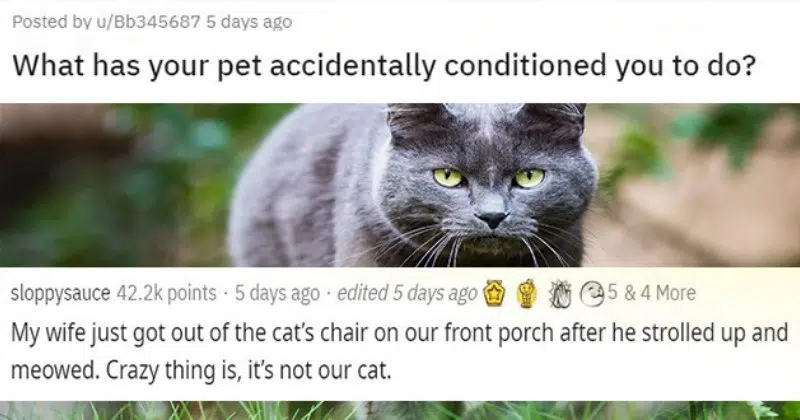 Posted by u/Bb345687 5 days ago
What has your pet accidentally conditioned you to do?
sloppysauce 42.2k points · 5 days ago · edited 5 days ago 5 & 4 More
My wife just got out of the cat's chair on our front porch after he strolled up and
meowed. Crazy thing is, it's not our cat.